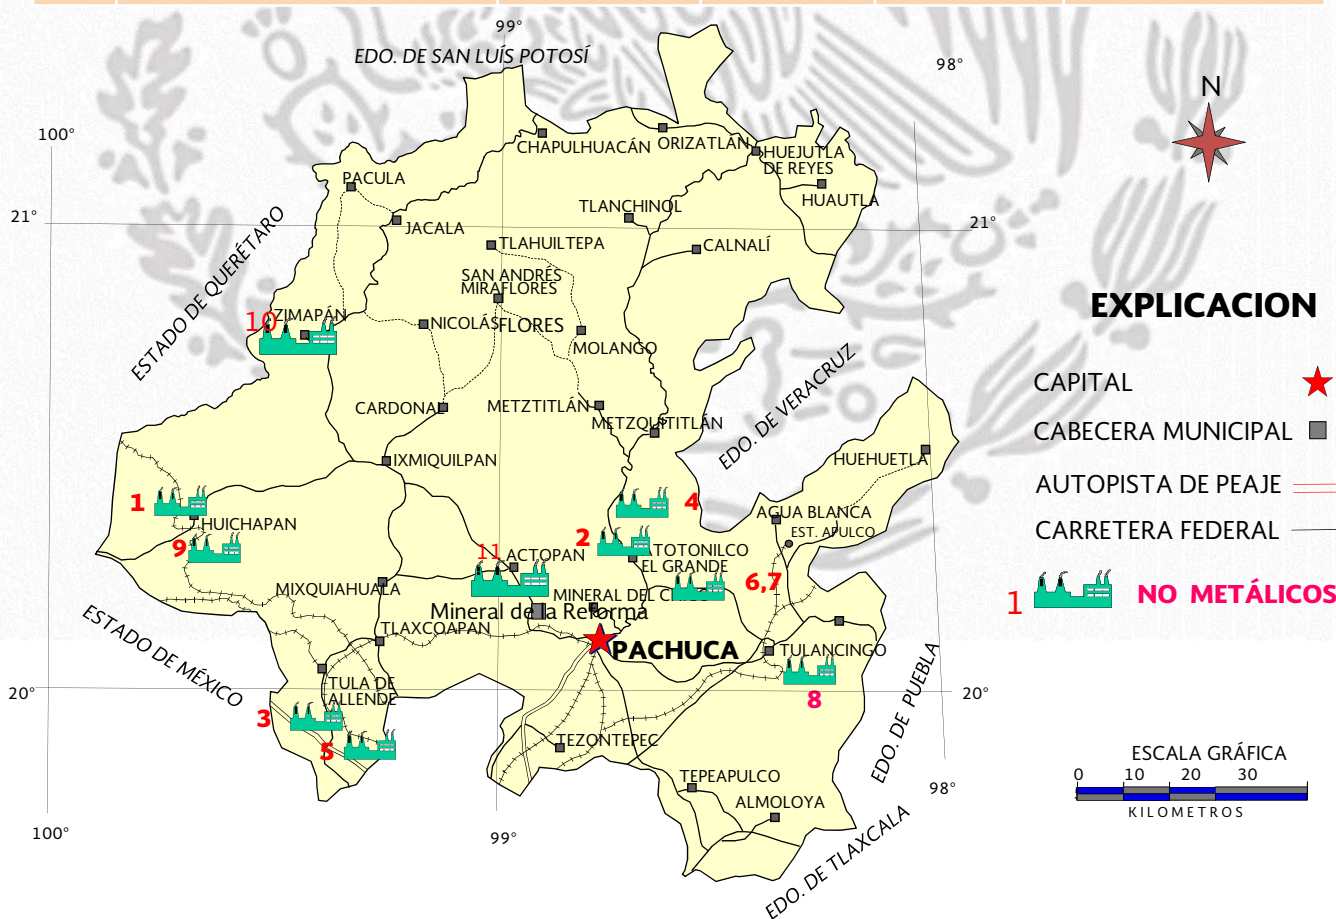 99°
EDO. DE SAN LUÍS POTOSÍ
98°
N
100°
CHAPULHUACÁN
ORIZATLÁN
HUEJUTLA
DE REYES
PACULA
HUAUTLA
TLANCHINOL
21°
JACALA
21°
TLAHUILTEPA
CALNALÍ
ESTADO DE QUERÉTARO
SAN ANDRÉS
MIRAFLORES
EXPLICACION
10
ZIMAPÁN
NICOLÁS FLORES
MOLANGO
EDO. DE VERACRUZ
CAPITAL
CARDONAL
METZTITLÁN
METZQUITITLÁN
CABECERA MUNICIPAL
IXMIQUILPAN
HUEHUETLA
AUTOPISTA DE PEAJE
1
4
AGUA BLANCA
HUICHAPAN
EST. APULCO
CARRETERA FEDERAL
9
2
11
ACTOPAN
ATOTONILCO
EL GRANDE
6,7
MIXQUIAHUALA
MINERAL DEL CHICO
1
NO METÁLICOS
Mineral de la Reforma
ESTADO DE MÉXICO
TLAXCOAPAN
PACHUCA
TULANCINGO
20°
TULA DE
ALLENDE
8
20°
EDO. DE PUEBLA
3
5
TEZONTEPEC
ESCALA GRÁFICA
TEPEAPULCO
0 10 20 30
98°
ALMOLOYA
KILOMETROS
100°
99°
EDO. DE TLAXCALA